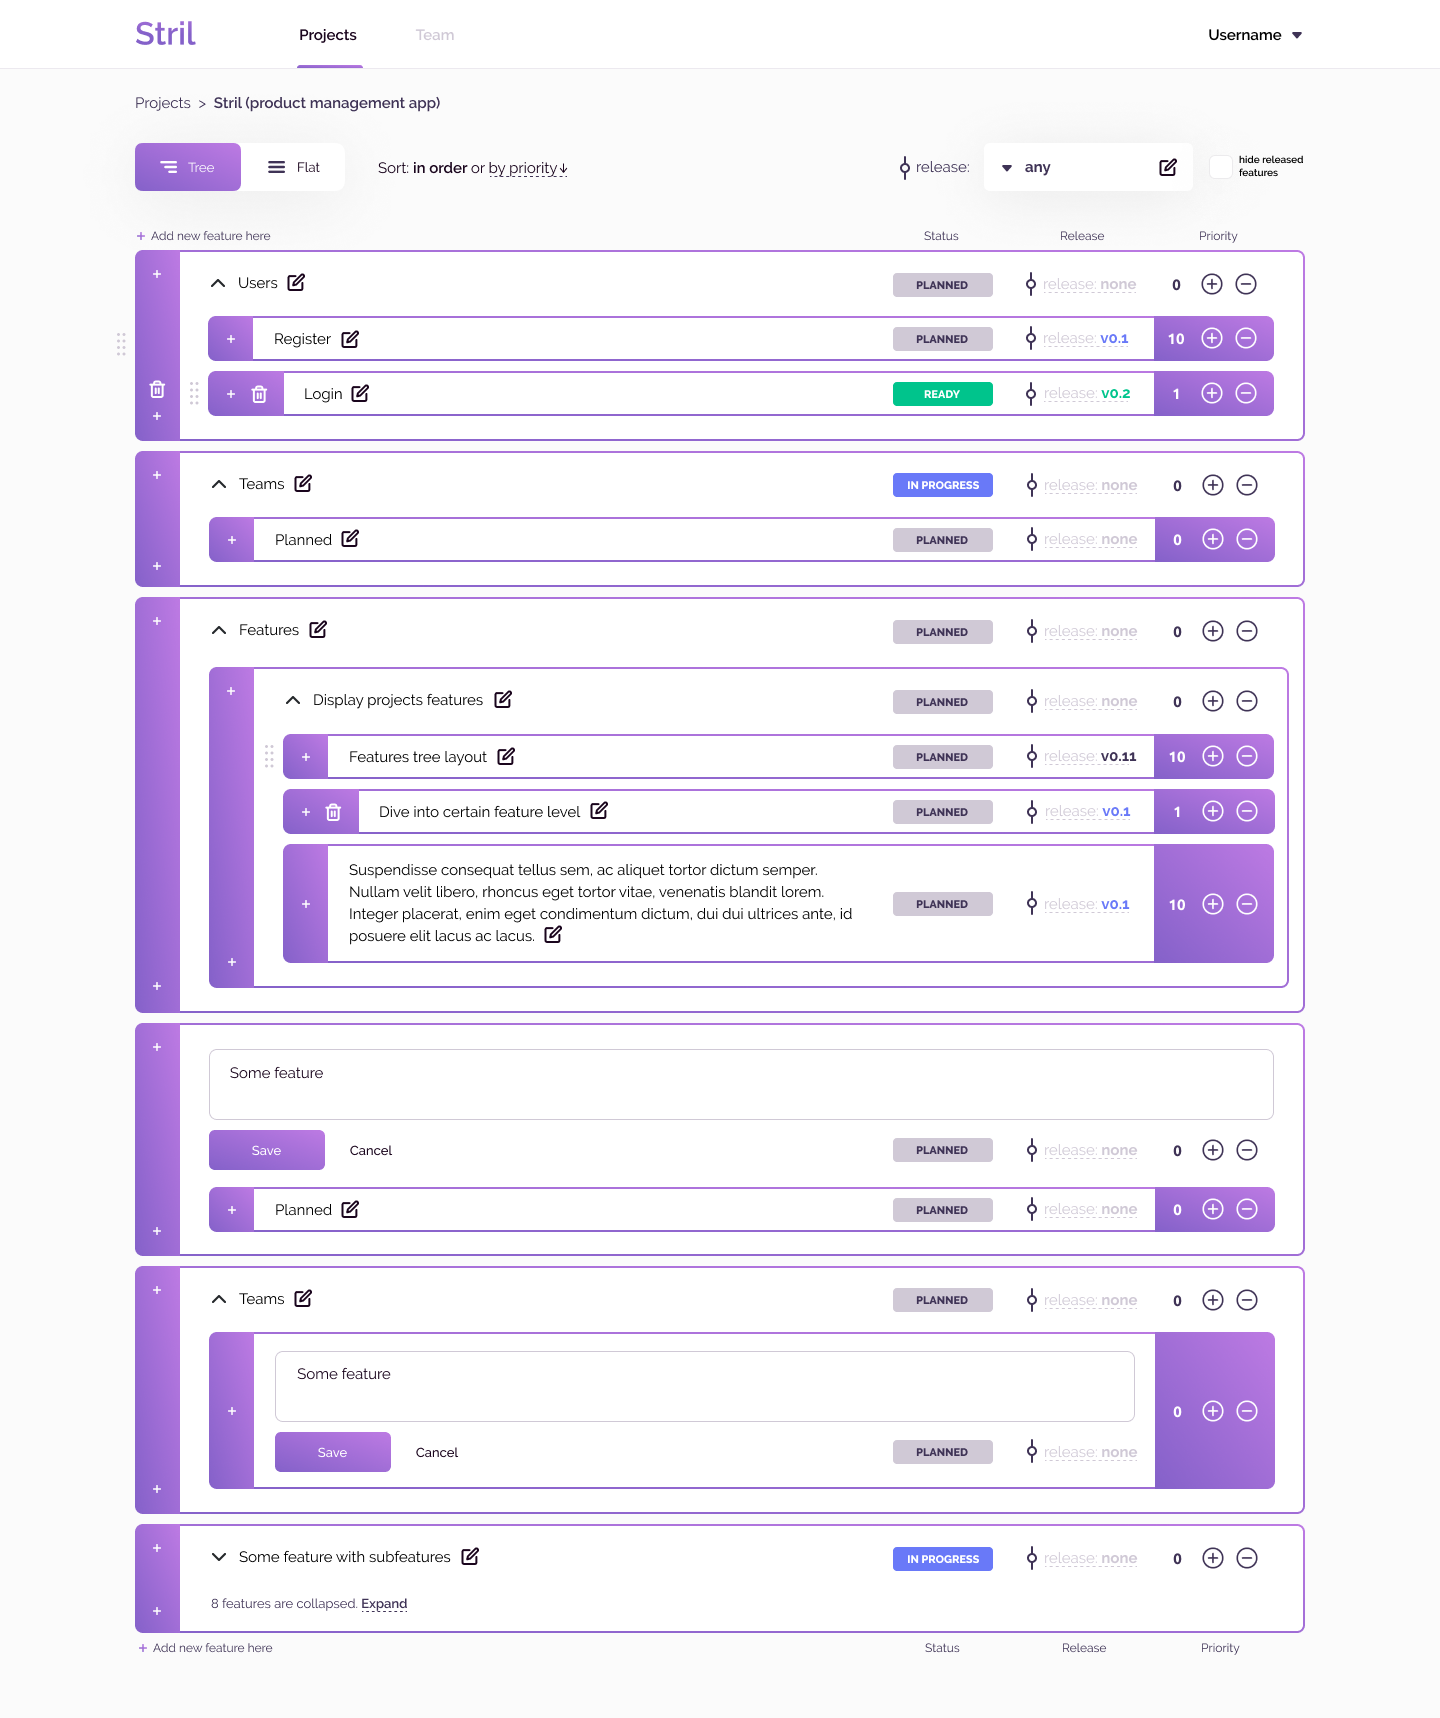 Stril Projects Team Username
Projects > Stril (product management app)
Tree Flat Sort: in order or by priority↓ release: any hide released
features
+ Add new feature here Status Release Priority
+
Users PLANNED release: none 0
+ Register PLANNED release: v0.1 10
+ Login READY release: v0.2 1
+
+
Teams IN PROGRESS release: none 0
+ Planned PLANNED release: none 0
+
+
Features PLANNED release: none 0
+
Display projects features PLANNED release: none 0
+ Features tree layout PLANNED release: v0.11 10
+ Dive into certain feature level PLANNED release: v0.1 1
Suspendisse consequat tellus sem, ac aliquet tortor dictum semper.
Nullam velit libero, rhoncus eget tortor vitae, venenatis blandit lorem.
+ PLANNED release: v0.1 10
Integer placerat, enim eget condimentum dictum, dui dui ultrices ante, id
posuere elit lacus ac lacus.
+
+
+
Some feature
Save Cancel PLANNED release: none 0
+ Planned PLANNED release: none 0
+
+
Teams PLANNED release: none 0
Some feature
+ 0
Save Cancel PLANNED release: none
+
+
Some feature with subfeatures IN PROGRESS release: none 0
8 features are collapsed. Expand
+
+ Add new feature here Status Release Priority